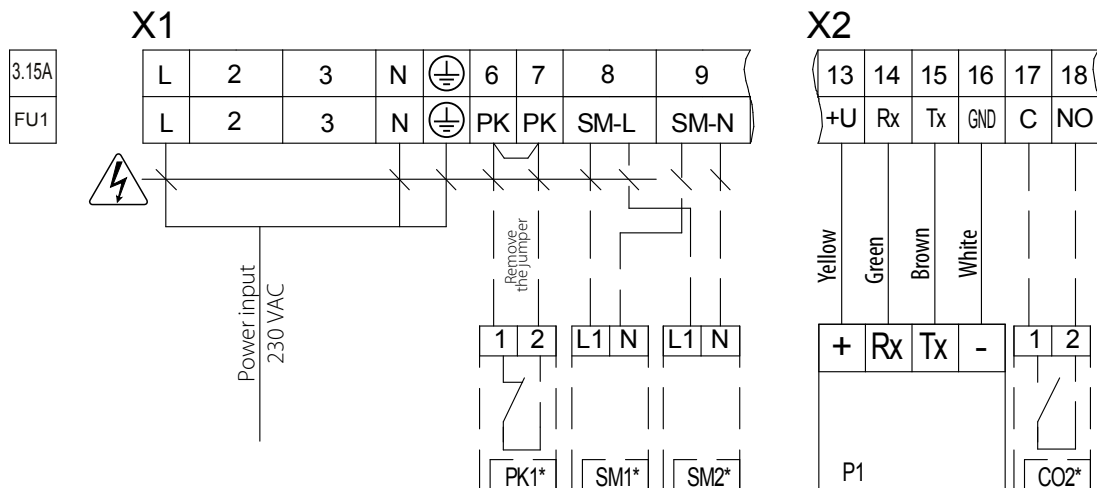 X1 X2
3.15A L 2 3 N 6 7 8 9 13 14 15 16 17 18
FU1 L 2 3 N PK PK SM-L SM-N +U Rx Tx GND C NO
Power input
230 VAC
Remove
the jumper
Yellow
Green
Brown
White
1 2 L1 N L1 N + Rx Tx - 1 2
PK1* SM1* SM2* P1 CO2*